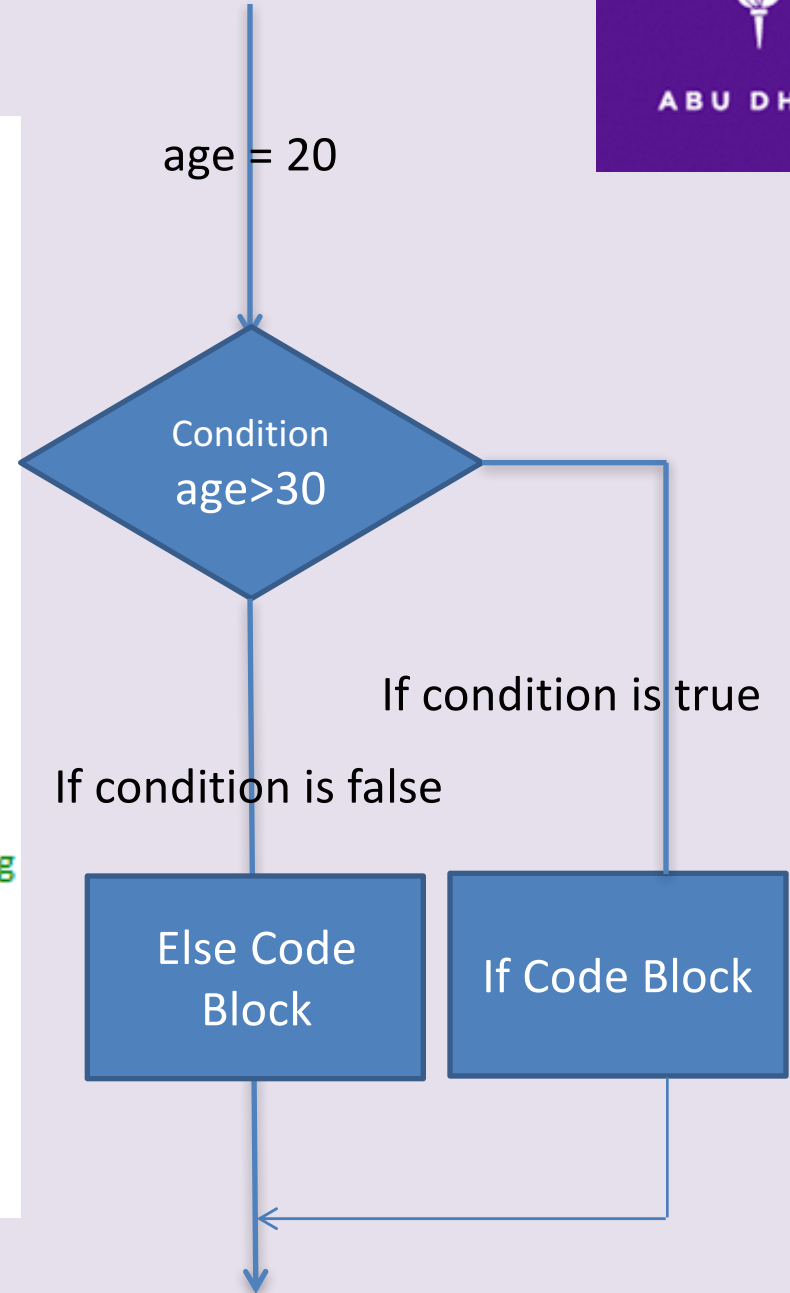 ABU DH
age = 20
Condition
age>30
If condition is true
If condition is false
g
Else Code
Block
If Code Block